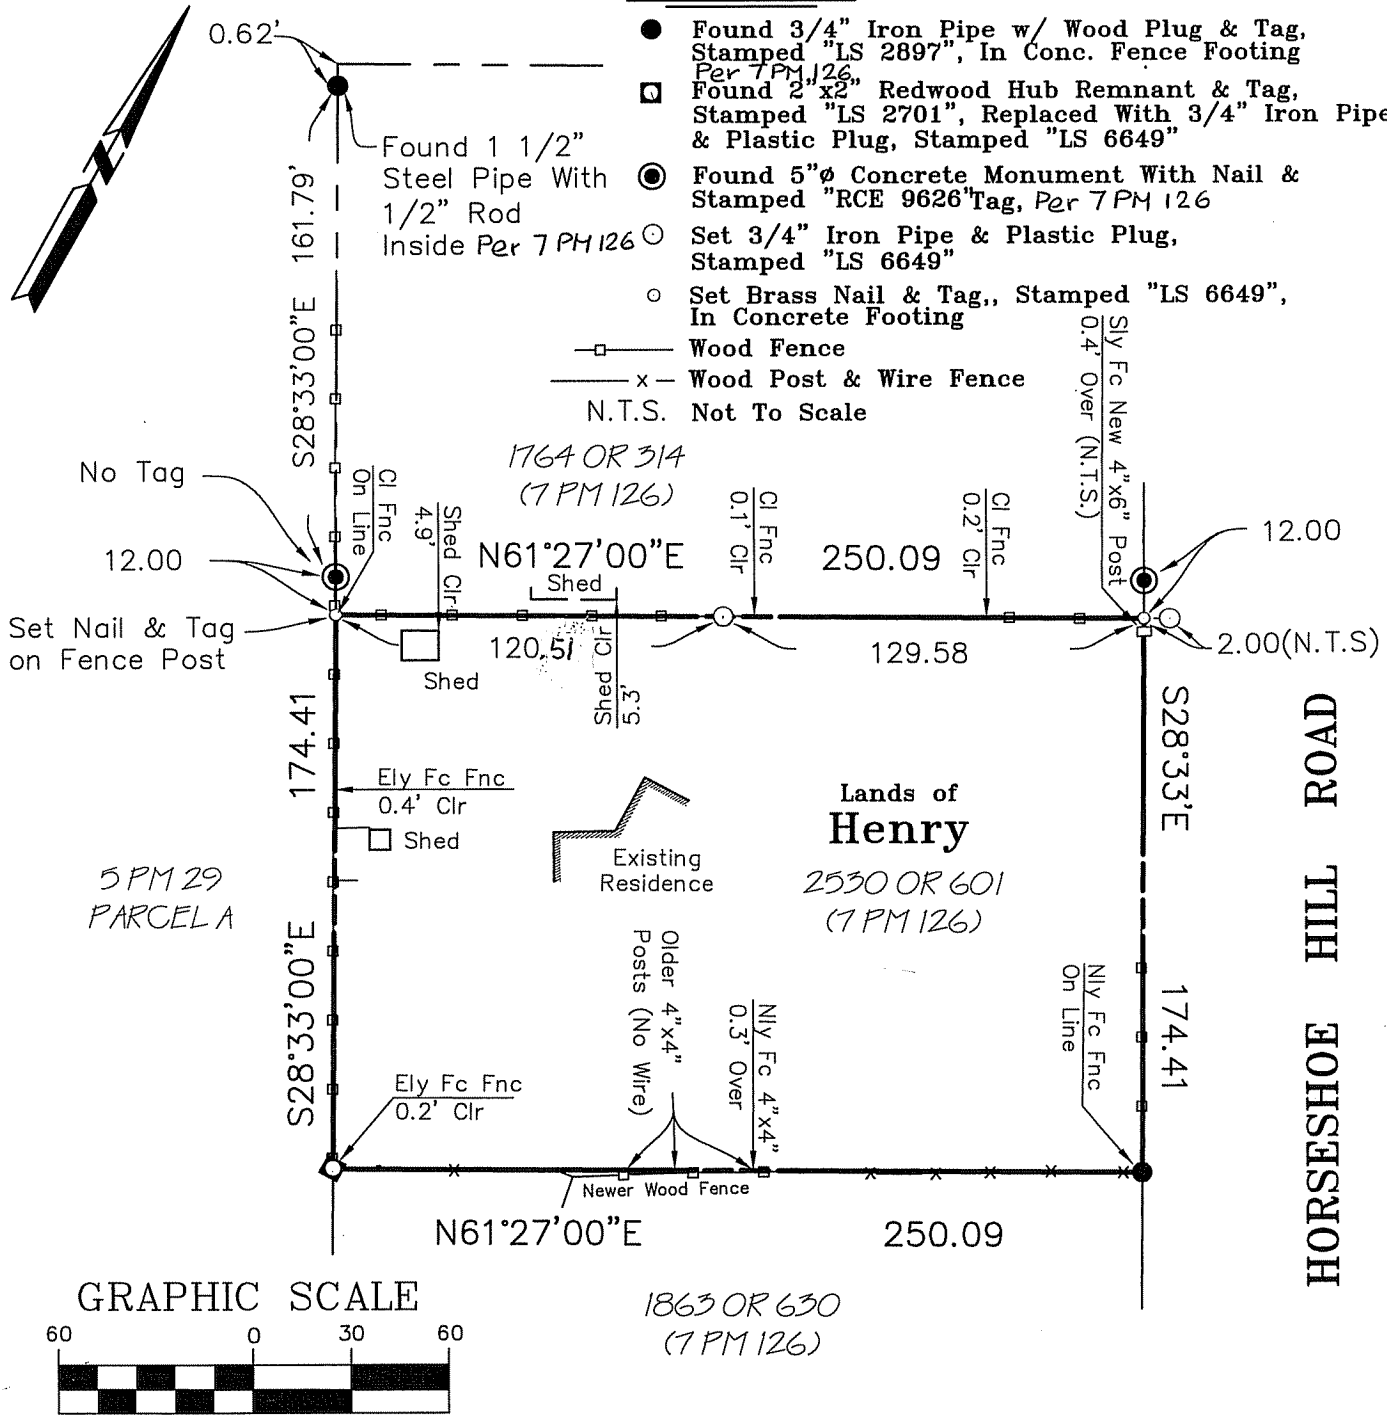 0.62'
Found 3/4" Iron Pipe w/ Wood Plug & Tag,
Stamped "LS 2897", In Conc. Fence Footing
Per 7 PM 126
Found 2"x2" Redwood Hub Remnant & Tag,
Stamped "LS 2701", Replaced With 3/4" Iron Pipe
& Plastic Plug, Stamped "LS 6649"
Found 5"ø Concrete Monument With Nail &
Stamped "RCE 9626"Tag, Per 7 PM 126
Set 3/4" Iron Pipe & Plastic Plug,
Stamped "LS 6649"
Set Brass Nail & Tag,, Stamped "LS 6649",
In Concrete Footing
Wood Fence
x Wood Post & Wire Fence
N.T.S. Not To Scale
Found 1 1/2"
Steel Pipe With
1/2" Rod
Inside Per 7 PM 126
S28°33'00"E 161.79'
1764 OR 314
(7 PM 126)
No Tag
12.00
Set Nail & Tag
on Fence Post
Cl Fnc
On Line
Shed Clr
4.9'
N61°27'00"E 250.09
Shed
Cl Fnc
0.1' Clr
Cl Fnc
0.2' Clr
Sly Fc New 4"x6" Post
0.4' Over (N.T.S.)
12.00
2.00(N.T.S)
120.51
129.58
Shed
Shed Clr
5.3'
174.41
S28°33'00"E
Ely Fc Fnc
0.4' Clr
Shed
5 PM 29
PARCEL A
Existing
Residence
Lands of
Henry
2530 OR 601
(7 PM 126)
S28°33'E
174.41
HORSESHOE HILL ROAD
Older 4"x4"
Posts (No Wire)
Nly Fc 4"x4"
0.3' Over
Nly Fc Fnc
On Line
Ely Fc Fnc
0.2' Clr
x x x x x x
Newer Wood Fence
N61°27'00"E 250.09
1863 OR 630
(7 PM 126)
GRAPHIC SCALE
60 0 30 60